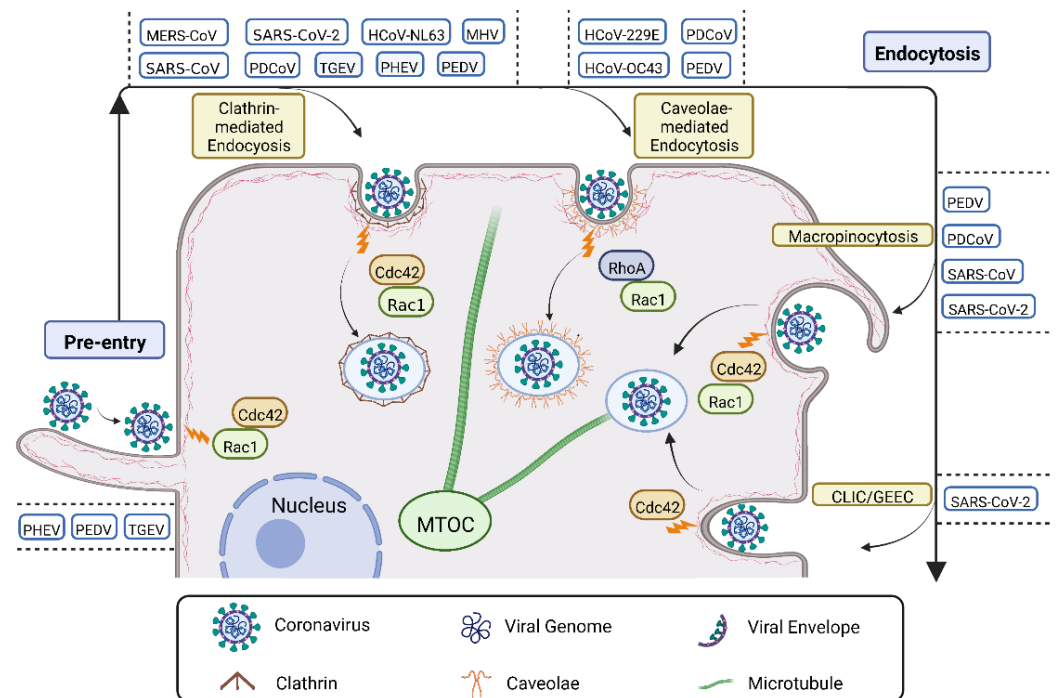 MERS-CoV SARS-CoV-2 HCoV-NL63 MHV
SARS-CoV PDCoV TGEV PHEV PEDV
HCoV-229E PDCoV
HCoV-OC43 PEDV
Endocytosis
Clathrin-
mediated
Endocyosis
Caveolae-
mediated
Endocytosis
Macropinocytosis
PEDV
PDCoV
SARS-CoV
SARS-CoV-2
Cdc42
Rac1
RhoA
Rac1
Pre-entry
Cdc42
Rac1
Cdc42
Rac1
Nucleus
MTOC
Cdc42
CLIC/GEEC
SARS-CoV-2
PHEV PEDV TGEV
Coronavirus Viral Genome Viral Envelope
Clathrin Caveolae Microtubule